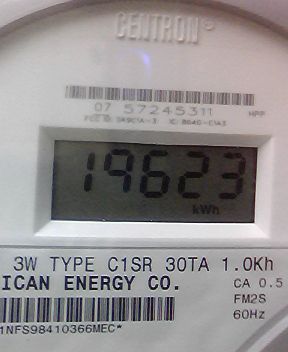 CENTRON®
07 57245311
HPP
19623
kWh
3W TYPE C1SR 30TA 1.0Kh
ICAN ENERGY CO.
CA 0.5
FM2S
60Hz
1NFS98410366MEC*